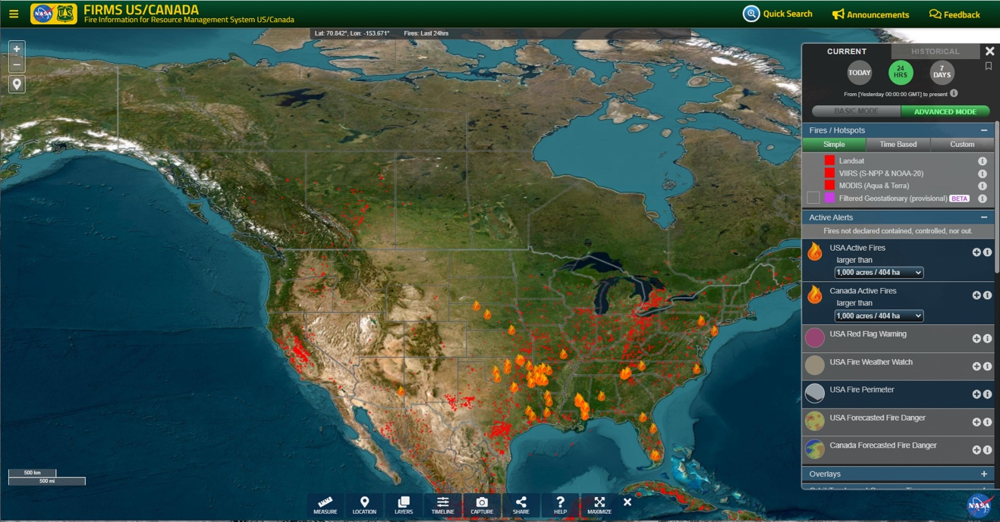 NASA
UAS
FIRMS US/CANADA
Fire Information for Resource Management System US/Canada
Quick Search
Announcements
Feedback
Lat: 70.842°, Lon: -153.671° Fires: Last 24hrs
+
−
CURRENT
HISTORICAL
TODAY
24
HRS
7
DAYS
From [Yesterday 00:00:00 GMT] to present
BASIC MODE
ADVANCED MODE
Fires / Hotspots
Simple
Time Based
Custom
Landsat
VIIRS (S-NPP & NOAA-20)
MODIS (Aqua & Terra)
Filtered Geostationary (provisional) BETA
Active Alerts
Fires not declared contained, controlled, nor out.
USA Active Fires
larger than
1,000 acres / 404 ha
Canada Active Fires
larger than
1,000 acres / 404 ha
USA Red Flag Warning
USA Fire Weather Watch
USA Fire Perimeter
USA Forecasted Fire Danger
Canada Forecasted Fire Danger
Overlays
500 km
500 mi
MEASURE
LOCATION
LAYERS
TIMELINE
CAPTURE
SHARE
HELP
MAXIMIZE
NASA